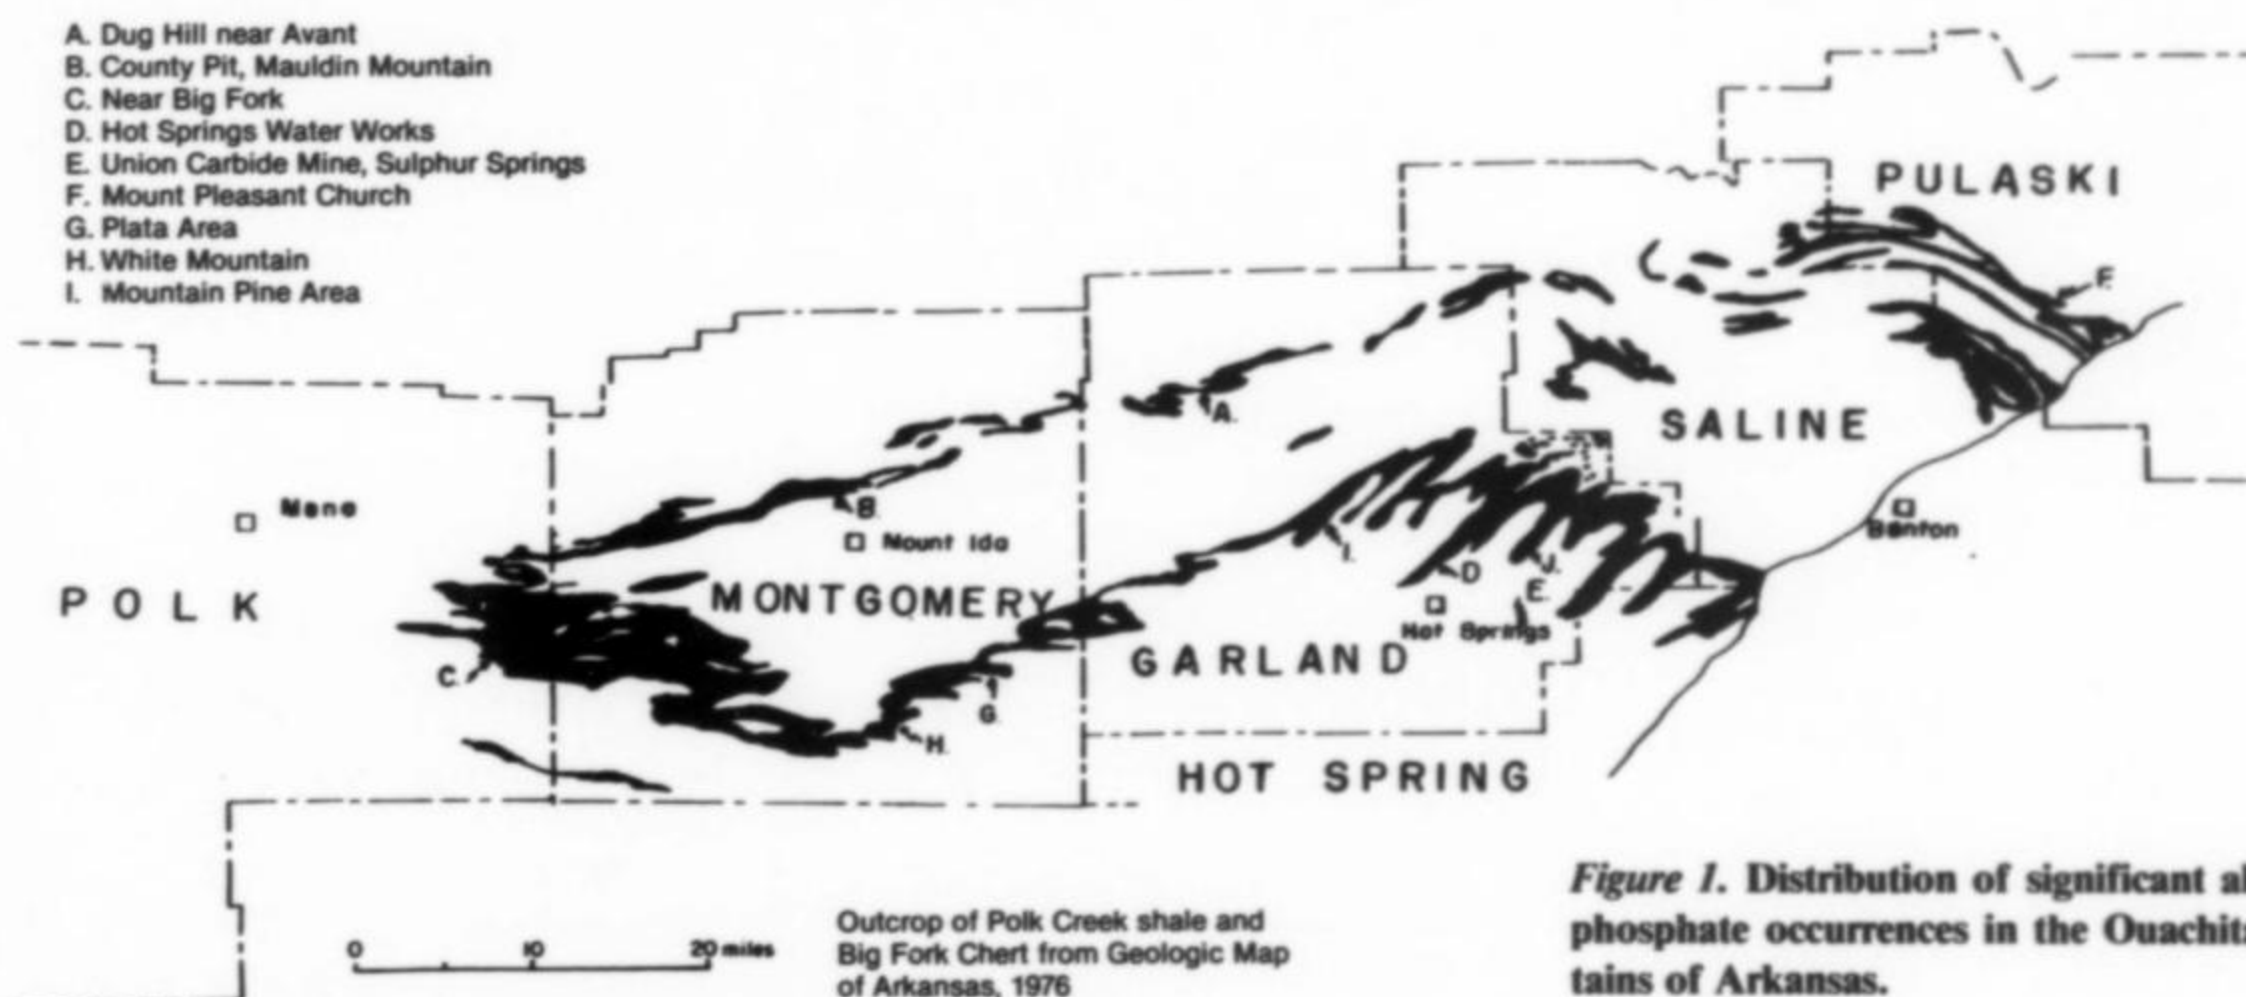 A. Dug Hill near Avant
B. County Pit, Mauldin Mountain
C. Near Big Fork
D. Hot Springs Water Works
E. Union Carbide Mine, Sulphur Springs
F. Mount Pleasant Church
G. Plata Area
H. White Mountain
I. Mountain Pine Area
PULASKI
F.
A.
SALINE
Mena
B.
Mount Ida
Benton
I.
D
J.
E.
POLK
MONTGOMERY
Hot Springs
GARLAND
C.
G.
H.
HOT SPRING
0 10 20 miles
Outcrop of Polk Creek shale and
Big Fork Chert from Geologic Map
of Arkansas, 1976
Figure 1. Distribution of significant al
phosphate occurrences in the Ouachit
tains of Arkansas.